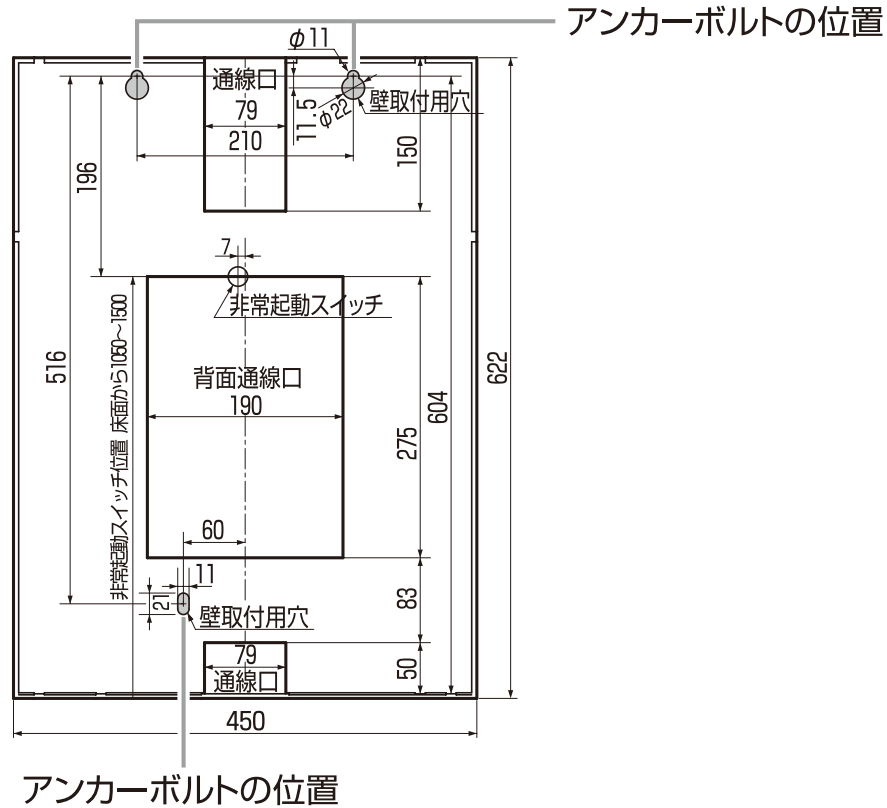 アンカーボルトの位置
φ11
通線口
79
210
11.5
φ22
壁取付用穴
150
196
7
非常起動スイッチ
516
非常起動スイッチ位置 床面から1050～1500
背面通線口
190
275
604
622
60
11
21
壁取付用穴
83
79
通線口
50
450
アンカーボルトの位置